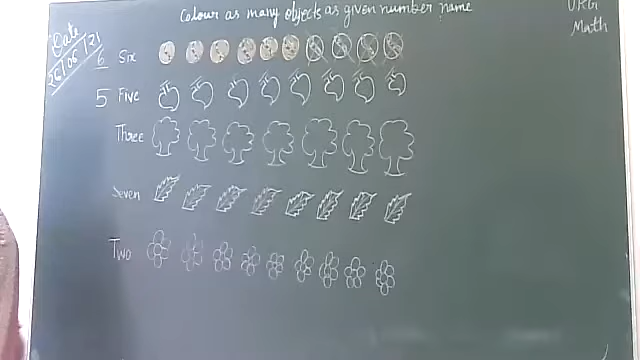 Colour as many objects as given number name
UKG
Math
Date
26/06/21
6 Six
5 Five
Three
Seven
Two